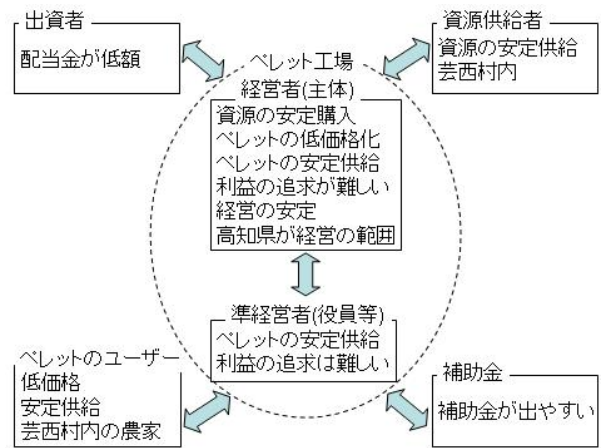 出資者
配当金が低額
資源供給者
資源の安定供給
芸西村内
ペレット工場
経営者(主体)
資源の安定購入
ペレットの低価格化
ペレットの安定供給
利益の追求が難しい
経営の安定
高知県が経営の範囲
準経営者(役員等)
ペレットの安定供給
利益の追求は難しい
ペレットのユーザー
低価格
安定供給
芸西村内の農家
補助金
補助金が出やすい